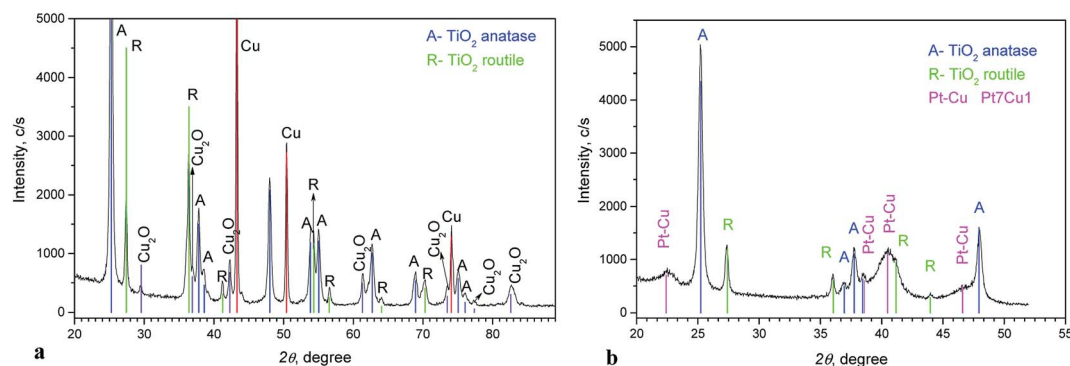 5000
4000
3000
2000
1000
0
Intensity, c/s
A
R
Cu₂O
R
Cu₂O
A
R
Cu₂O
Cu
Cu
A
R
A
R
Cu₂O
A
R
A
R
Cu₂O
Cu
A
A
Cu₂O
Cu₂O
A- TiO₂ anatase
R- TiO₂ routile
20 30 40 50 60 70 80
2θ, degree
a
5000
4000
3000
2000
1000
0
Intensity, c/s
Pt-Cu
A
R
R
A
A
Pt-Cu
Pt-Cu
R
R
Pt-Cu
A
A- TiO₂ anatase
R- TiO₂ routile
Pt-Cu Pt7Cu1
20 25 30 35 40 45 50 55
2θ, degree
b